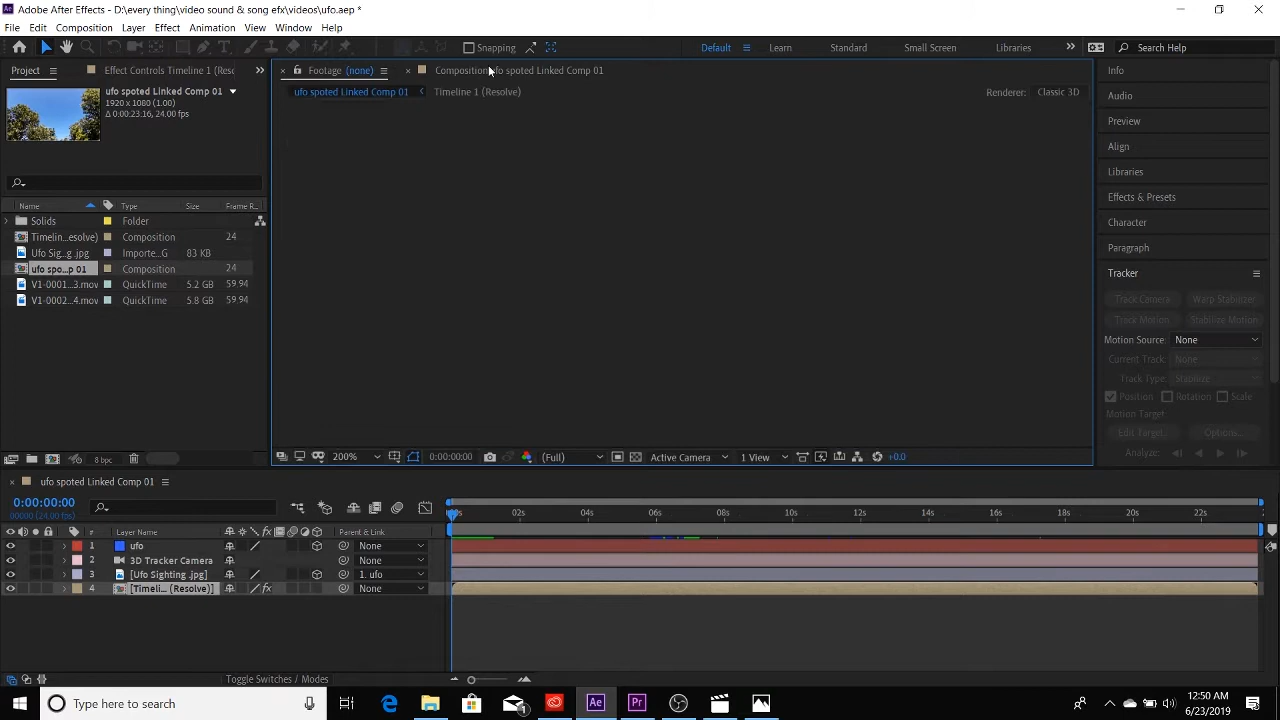 Adobe After Effects - D:\every thing\video sound & song efx\videos\ufo.aep *
File Edit Composition Layer Effect Animation View Window Help
Snapping Default Learn Standard Small Screen Libraries Search Help
Project Effect Controls Timeline 1 (Resc
Footage (none) Composition ufo spoted Linked Comp 01
Info
ufo spoted Linked Comp 01
1920 x 1080 (1.00)
Δ 0:00:23.16, 24.00 fps
ufo spoted Linked Comp 01 Timeline 1 (Resolve) Renderer: Classic 3D
Audio
Preview
Align
Libraries
Effects & Presets
Character
Paragraph
Tracker
Name Type Size Frame R...
Solids Folder
Timelin...esolve) Composition 24
Ufo Sig...g .jpg Importe...G 83 KB
ufo spo...p 01 Composition 24
V1-0001...3.mov QuickTime 5.2 GB 59.94
V1-0002...4.mov QuickTime 5.8 GB 59.94
Track Camera Warp Stabilizer
Track Motion Stabilize Motion
Motion Source: None
Current Track: None
Track Type: Stabilize
Position Rotation Scale
Motion Target:
Edit Target... Options...
Analyze:
8 bpc
200% 0:00:00:00 (Full) Active Camera 1 View +0.0
ufo spoted Linked Comp 01
0:00:00:00
00000 (24.00 fps)
02s 04s 06s 08s 10s 12s 14s 16s 18s 20s 22s
# Layer Name Parent & Link
1 ufo None
2 3D Tracker Camera None
3 [Ufo Sighting .jpg] 1. ufo
4 [Timeli... (Resolve)] None
Toggle Switches / Modes
Type here to search
Ae Pr
1
12:50 AM
6/23/2019